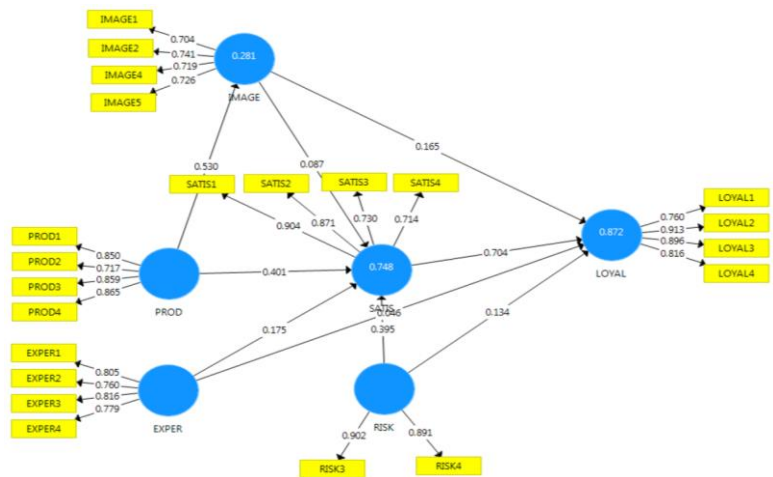 IMAGE1
IMAGE2
IMAGE4
IMAGE5
0.704
0.741
0.719
0.726
0.281
IMAGE
0.530
0.087
0.165
SATIS1
SATIS2
SATIS3
SATIS4
0.904
0.871
0.730
0.714
LOYAL1
LOYAL2
LOYAL3
LOYAL4
0.760
0.913
0.896
0.816
0.872
LOYAL
PROD1
PROD2
PROD3
PROD4
0.850
0.717
0.859
0.865
PROD
0.401
0.748
SATIS
0.704
0.175
0.046
0.395
0.134
EXPER1
EXPER2
EXPER3
EXPER4
0.805
0.760
0.816
0.779
EXPER
RISK
0.902
0.891
RISK3
RISK4